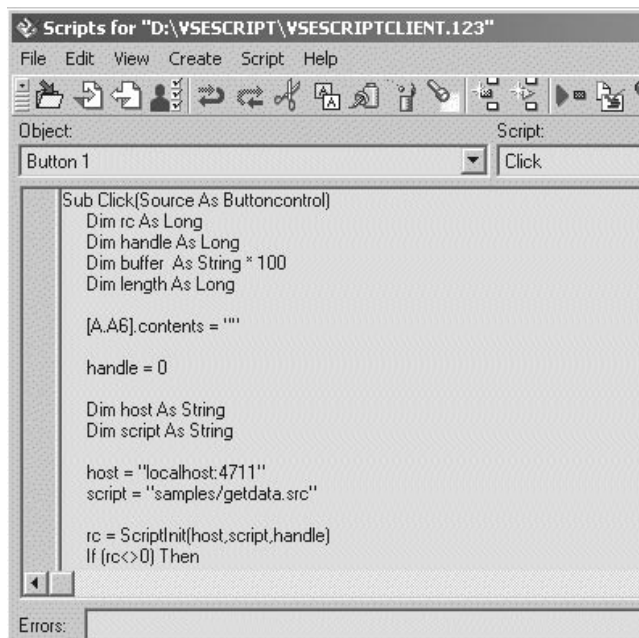 Scripts for "D:\VSESCRIPT\VSESCRIPTCLIENT.123"
File Edit View Create Script Help
Object: Script:
Button 1 Click
Sub Click(Source As Buttoncontrol)
Dim rc As Long
Dim handle As Long
Dim buffer As String * 100
Dim length As Long
[A.A6].contents = ""
handle = 0
Dim host As String
Dim script As String
host = "localhost:4711"
script = "samples/getdata.src"
rc = ScriptInit(host,script,handle)
If (rc<>0) Then
Errors: